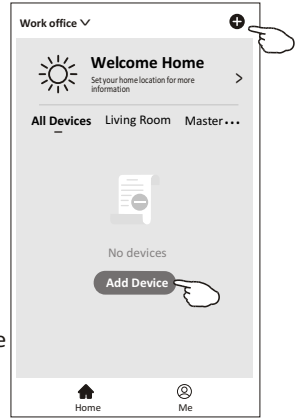 Work office
Welcome Home
Set your home location for more
information
All Devices Living Room Master...
No devices
Add Device
e
Home Me